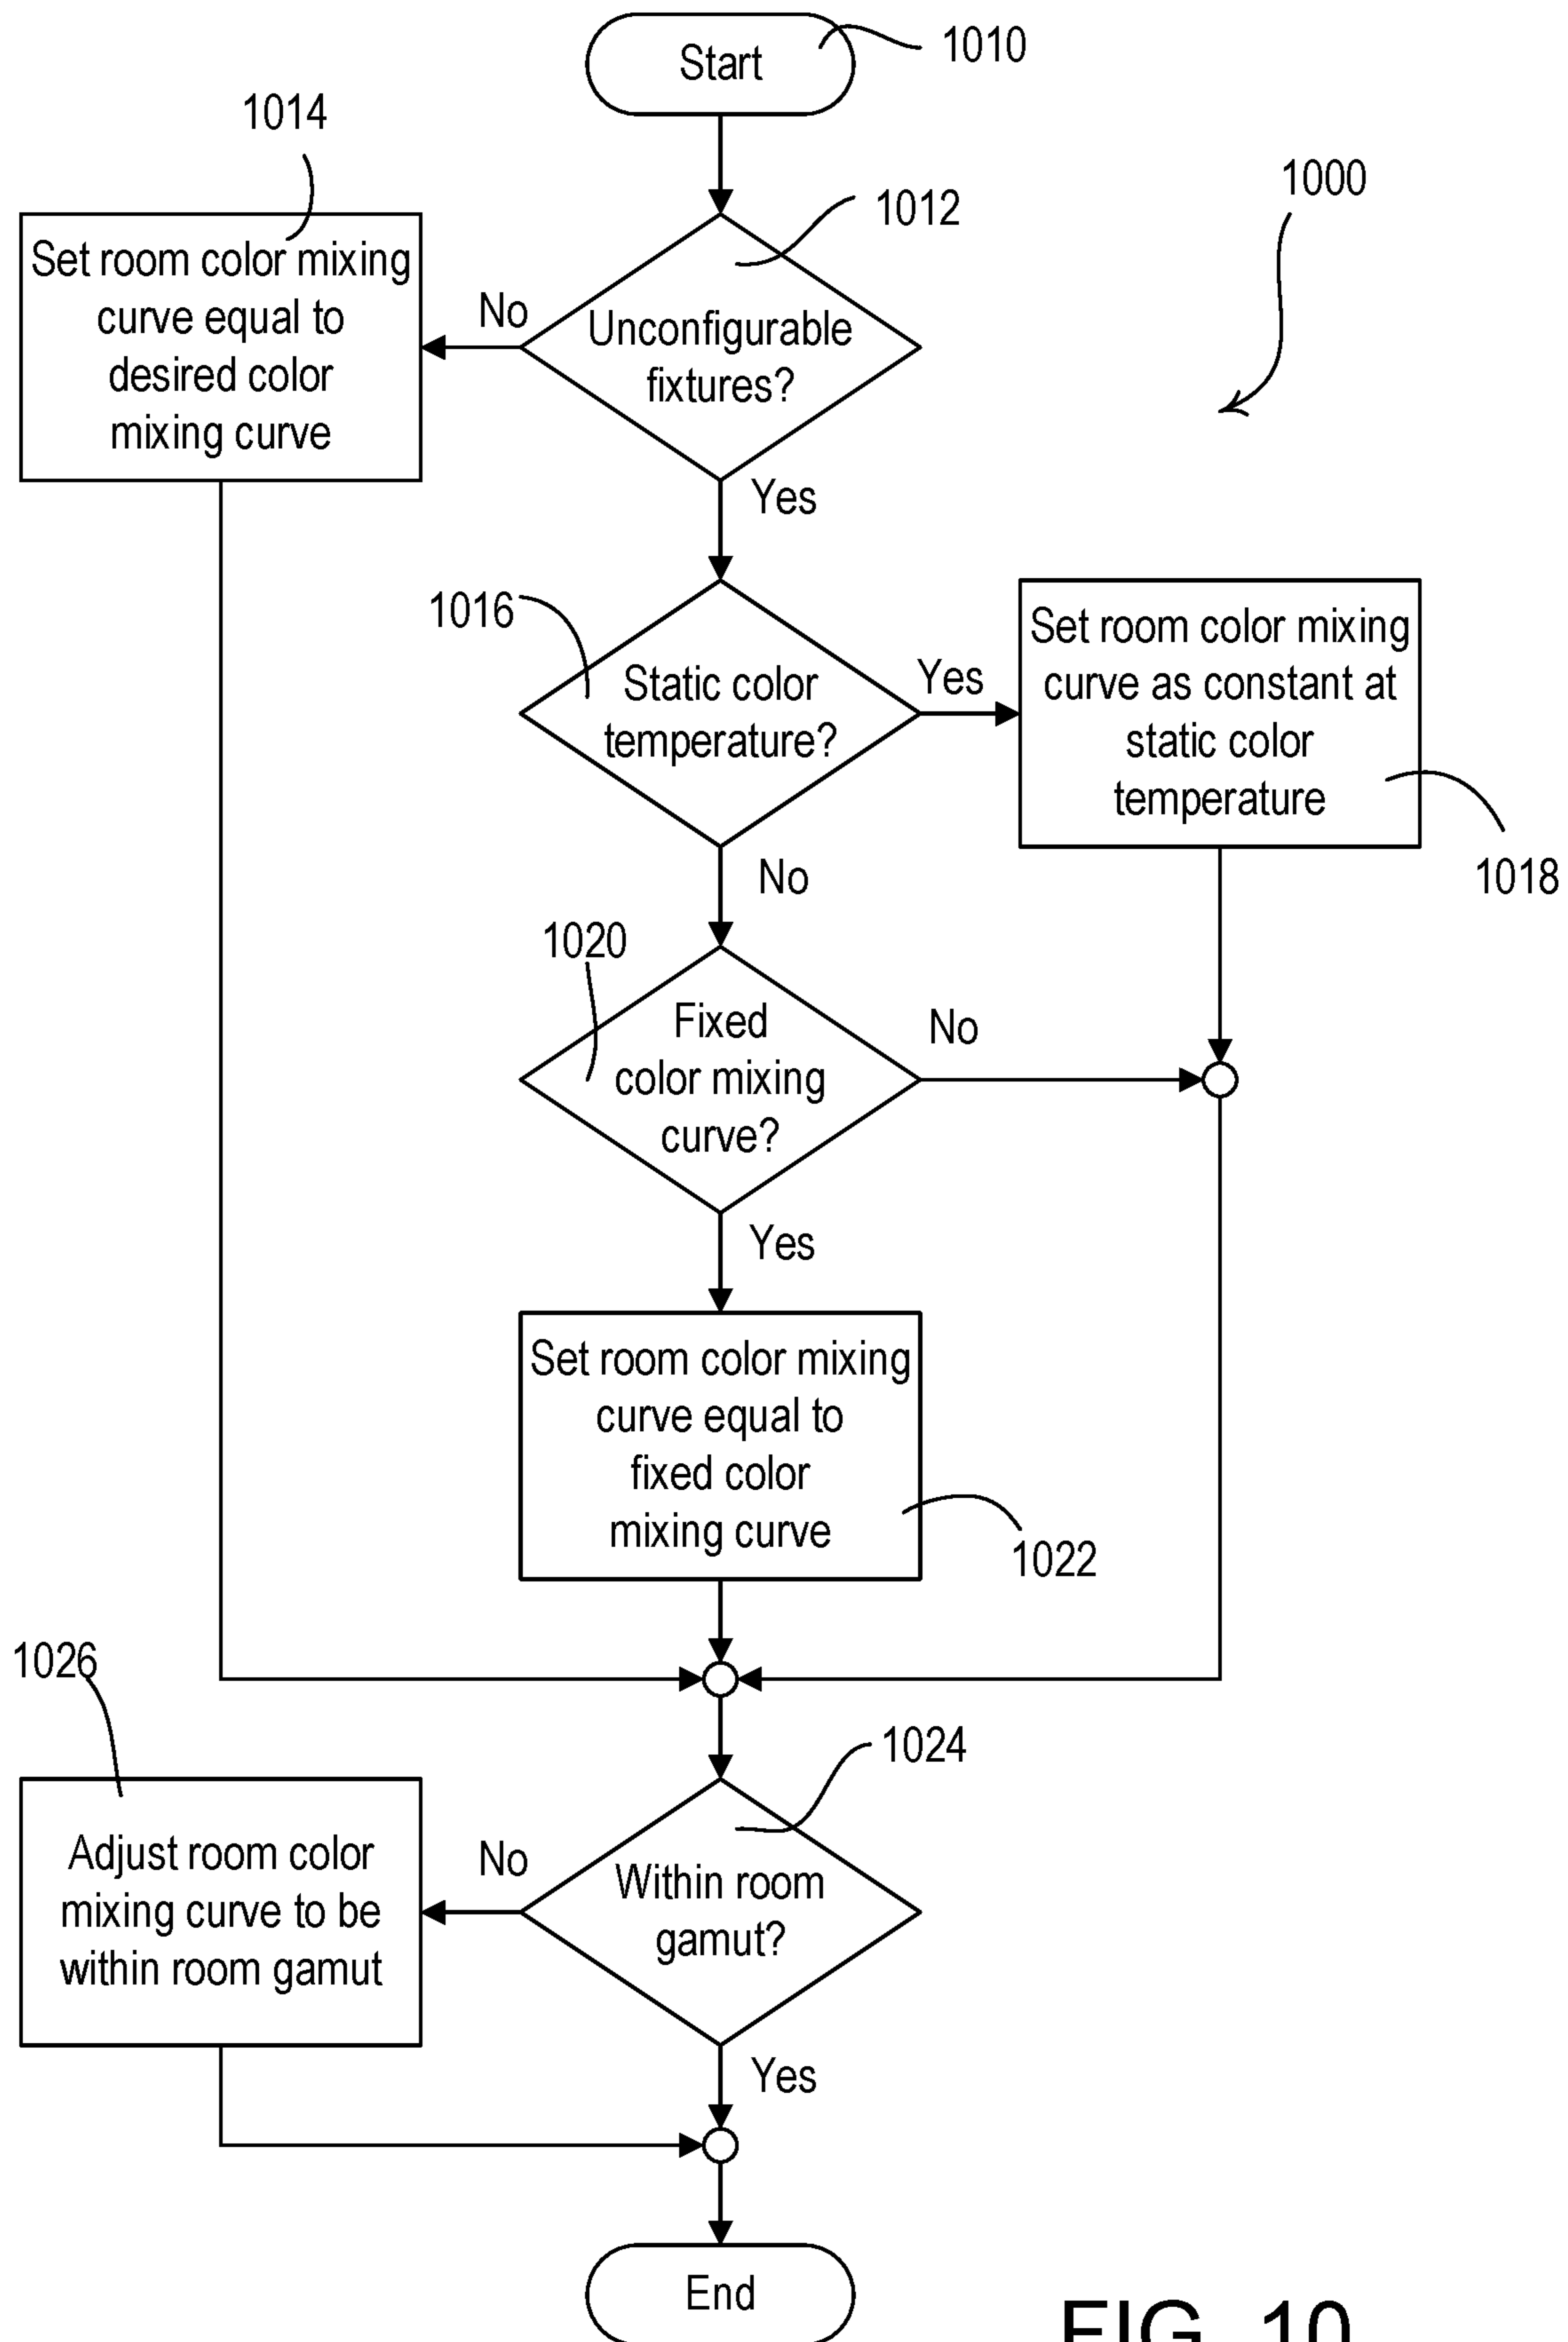 Start
1010
1014
1000
1012
Set room color mixing
curve equal to
desired color
mixing curve
No
Unconfigurable
fixtures?
Yes
1016
Static color
temperature?
Yes
Set room color mixing
curve as constant at
static color
temperature
1018
No
1020
Fixed
color mixing
curve?
No
Yes
Set room color mixing
curve equal to
fixed color
mixing curve
1022
1026
1024
Adjust room color
mixing curve to be
within room gamut
No
Within room
gamut?
Yes
End
FIG. 10